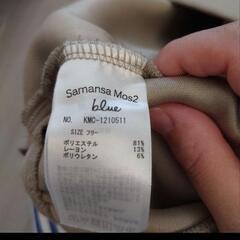 Samansa Mos2
blue
NO. KMC-1210511
SIZE フリー
ポリエステル 81%
レーヨン 13%
ポリウレタン 6%